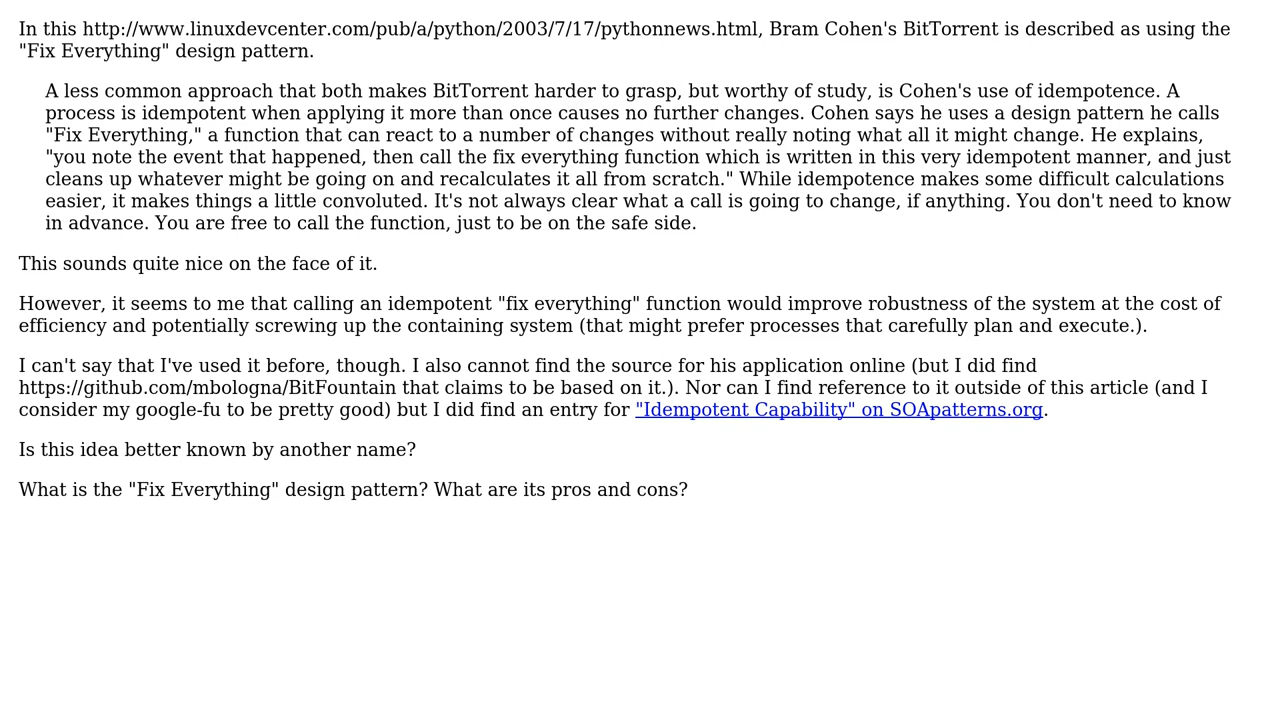 In this http://www.linuxdevcenter.com/pub/a/python/2003/7/17/pythonnews.html, Bram Cohen's BitTorrent is described as using the
"Fix Everything" design pattern.
A less common approach that both makes BitTorrent harder to grasp, but worthy of study, is Cohen's use of idempotence. A
process is idempotent when applying it more than once causes no further changes. Cohen says he uses a design pattern he calls
"Fix Everything," a function that can react to a number of changes without really noting what all it might change. He explains,
"you note the event that happened, then call the fix everything function which is written in this very idempotent manner, and just
cleans up whatever might be going on and recalculates it all from scratch." While idempotence makes some difficult calculations
easier, it makes things a little convoluted. It's not always clear what a call is going to change, if anything. You don't need to know
in advance. You are free to call the function, just to be on the safe side.
This sounds quite nice on the face of it.
However, it seems to me that calling an idempotent "fix everything" function would improve robustness of the system at the cost of
efficiency and potentially screwing up the containing system (that might prefer processes that carefully plan and execute.).
I can't say that I've used it before, though. I also cannot find the source for his application online (but I did find
https://github.com/mbologna/BitFountain that claims to be based on it.). Nor can I find reference to it outside of this article (and I
consider my google-fu to be pretty good) but I did find an entry for "Idempotent Capability" on SOApatterns.org.
Is this idea better known by another name?
What is the "Fix Everything" design pattern? What are its pros and cons?